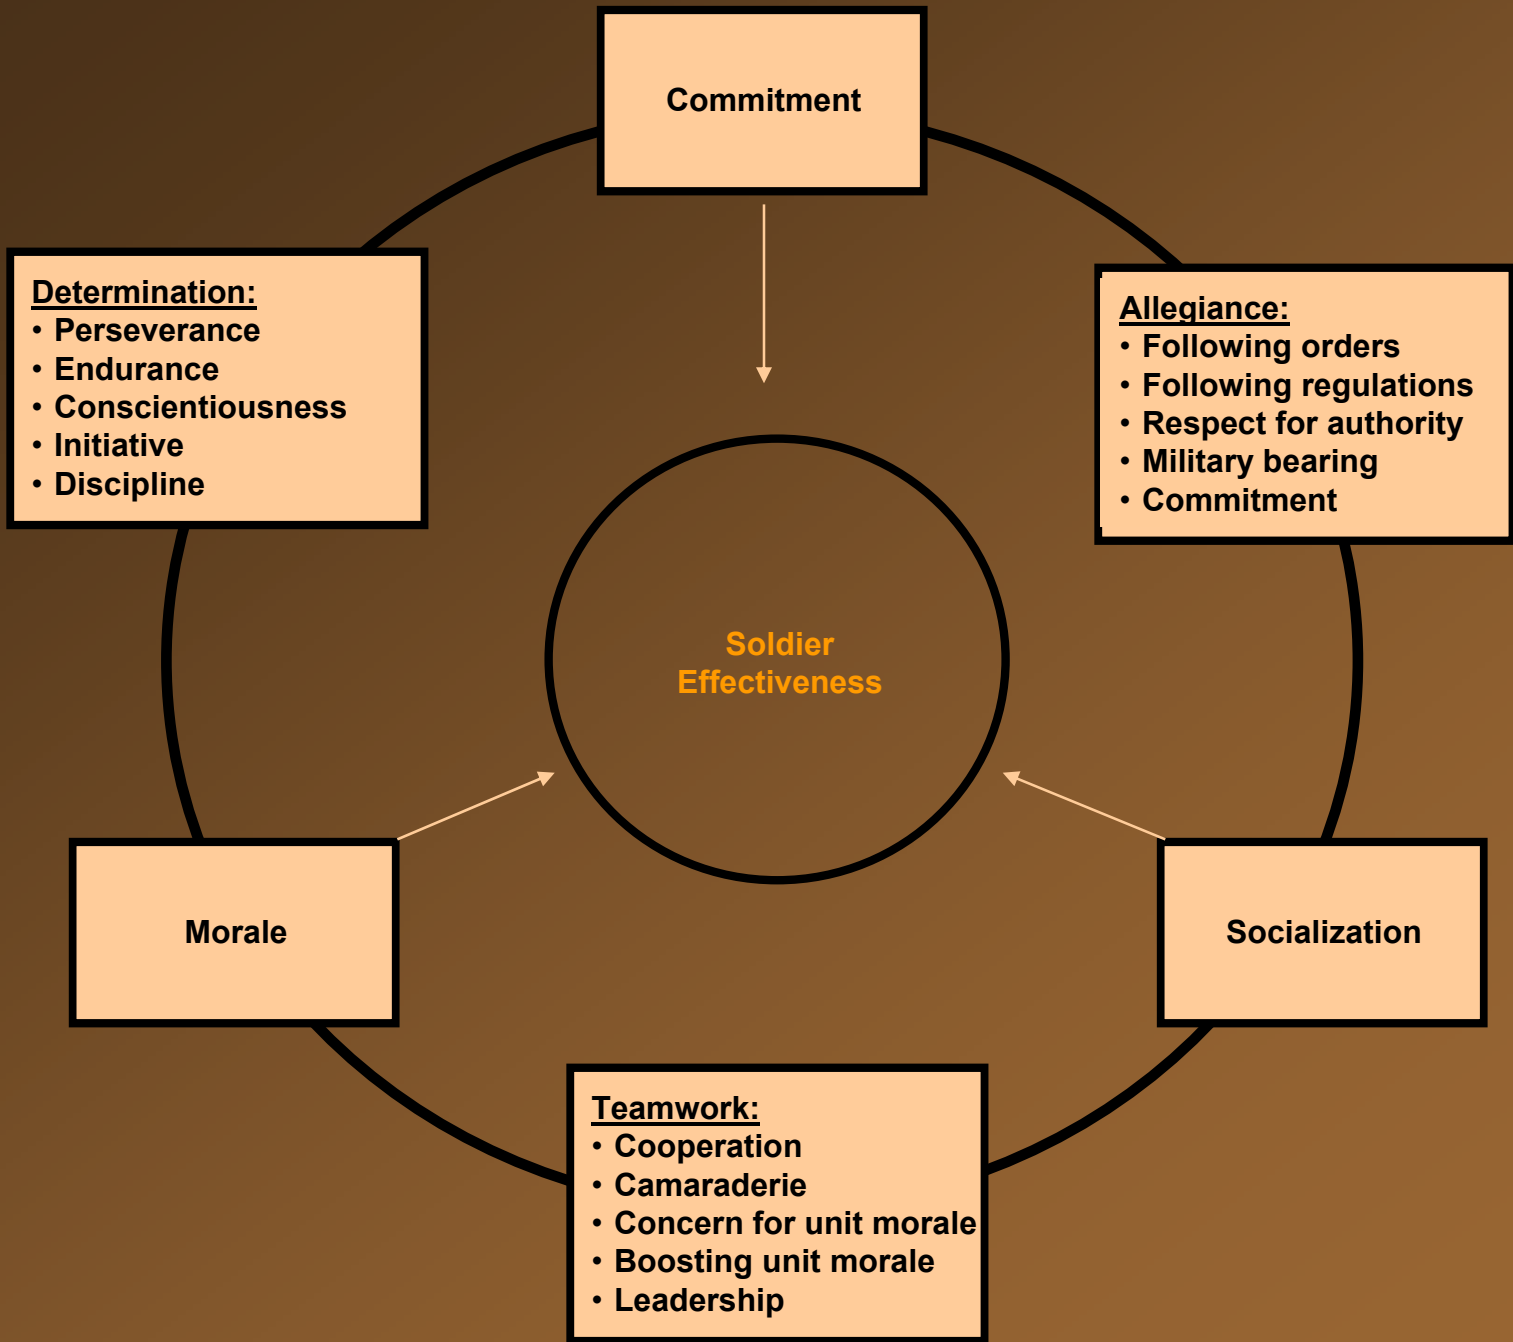 Commitment
Determination:
• Perseverance
• Endurance
• Conscientiousness
• Initiative
• Discipline
Allegiance:
• Following orders
• Following regulations
• Respect for authority
• Military bearing
• Commitment
Soldier
Effectiveness
Morale
Socialization
Teamwork:
• Cooperation
• Camaraderie
• Concern for unit morale
• Boosting unit morale
• Leadership